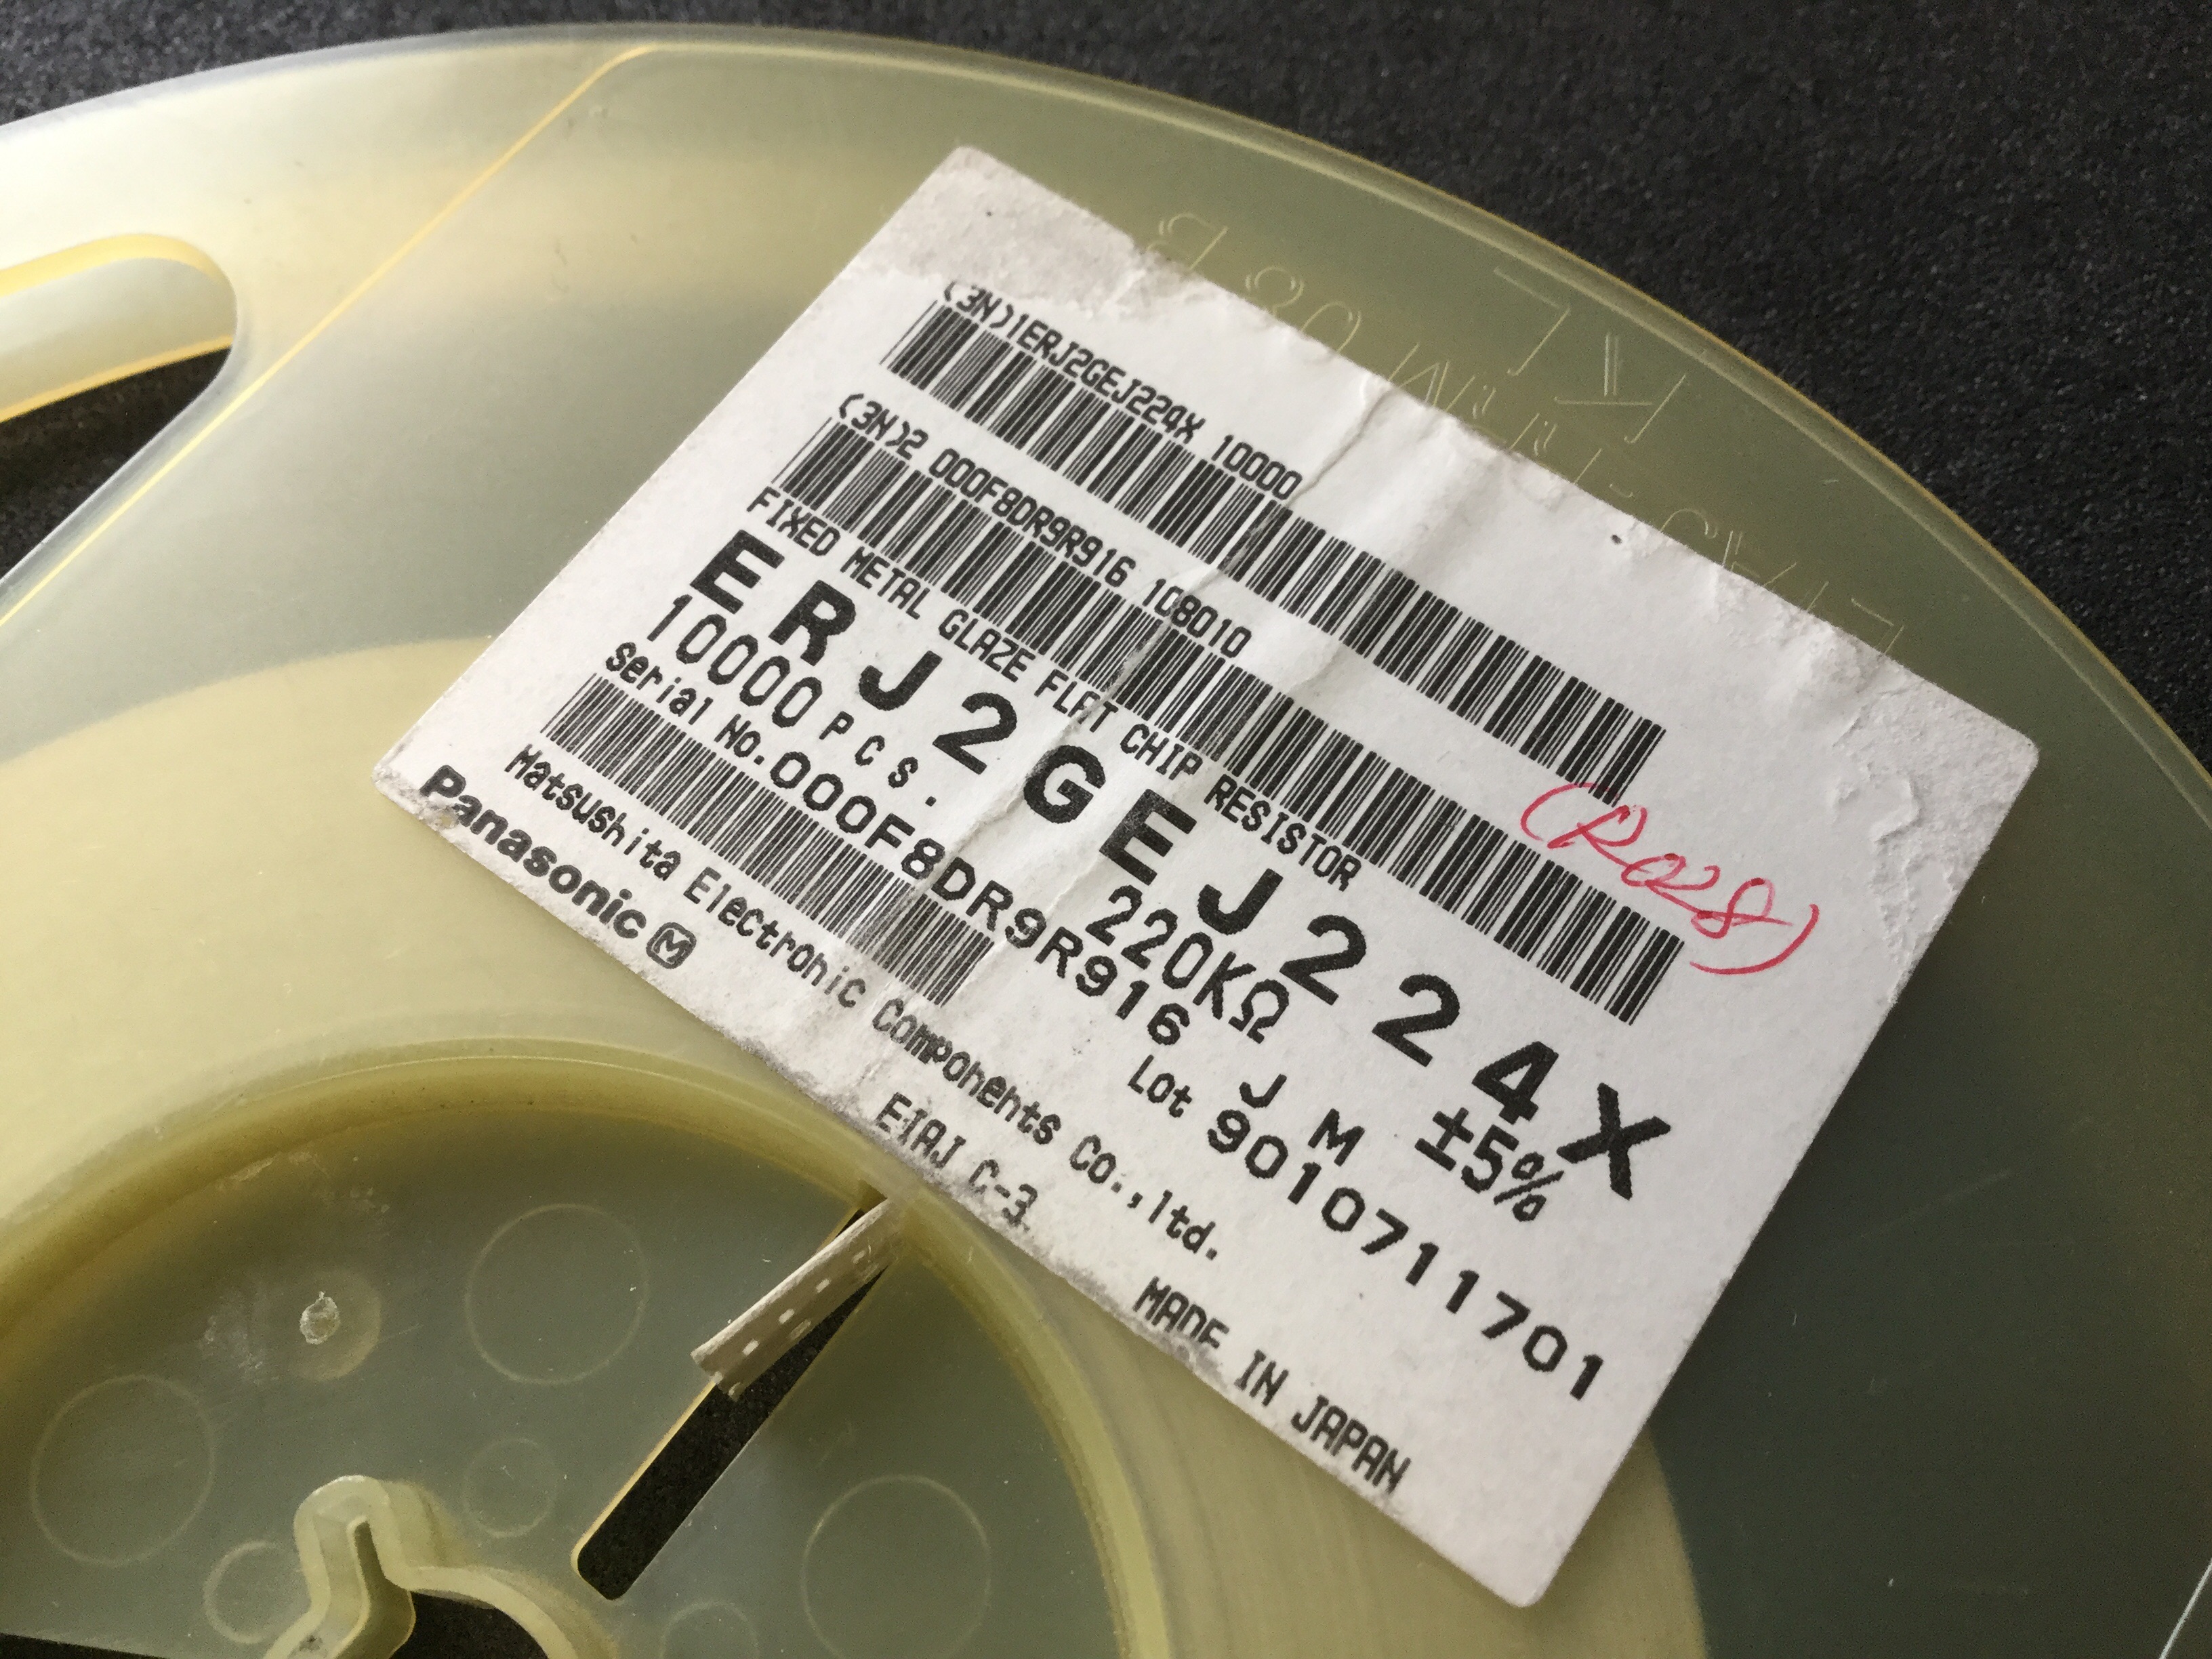 (3N)1ERJ2GEJ224X 10000
(3N)2 000F8DR9R916 108010
(R028)
FIXED METAL GLAZE FLAT CHIP RESISTOR
ERJ2GEJ224X
10000 PCS. 220KΩ J M ±5%
Serial No.000F8DR9R916 Lot 9010711701
Matsushita Electronic Components Co.,ltd.
Panasonic M EIAJ C-3 MADE IN JAPAN